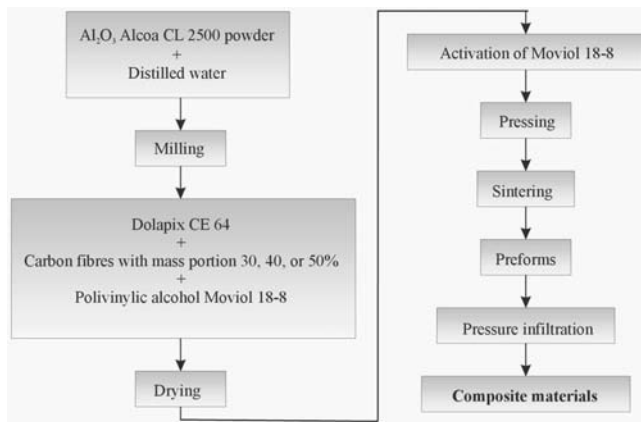 Al₂O₃ Alcoa CL 2500 powder
+
Distilled water
Milling
Dolapix CE 64
+
Carbon fibres with mass portion 30, 40, or 50%
+
Polivinylic alcohol Moviol 18-8
Drying
Activation of Moviol 18-8
Pressing
Sintering
Preforms
Pressure infiltration
Composite materials